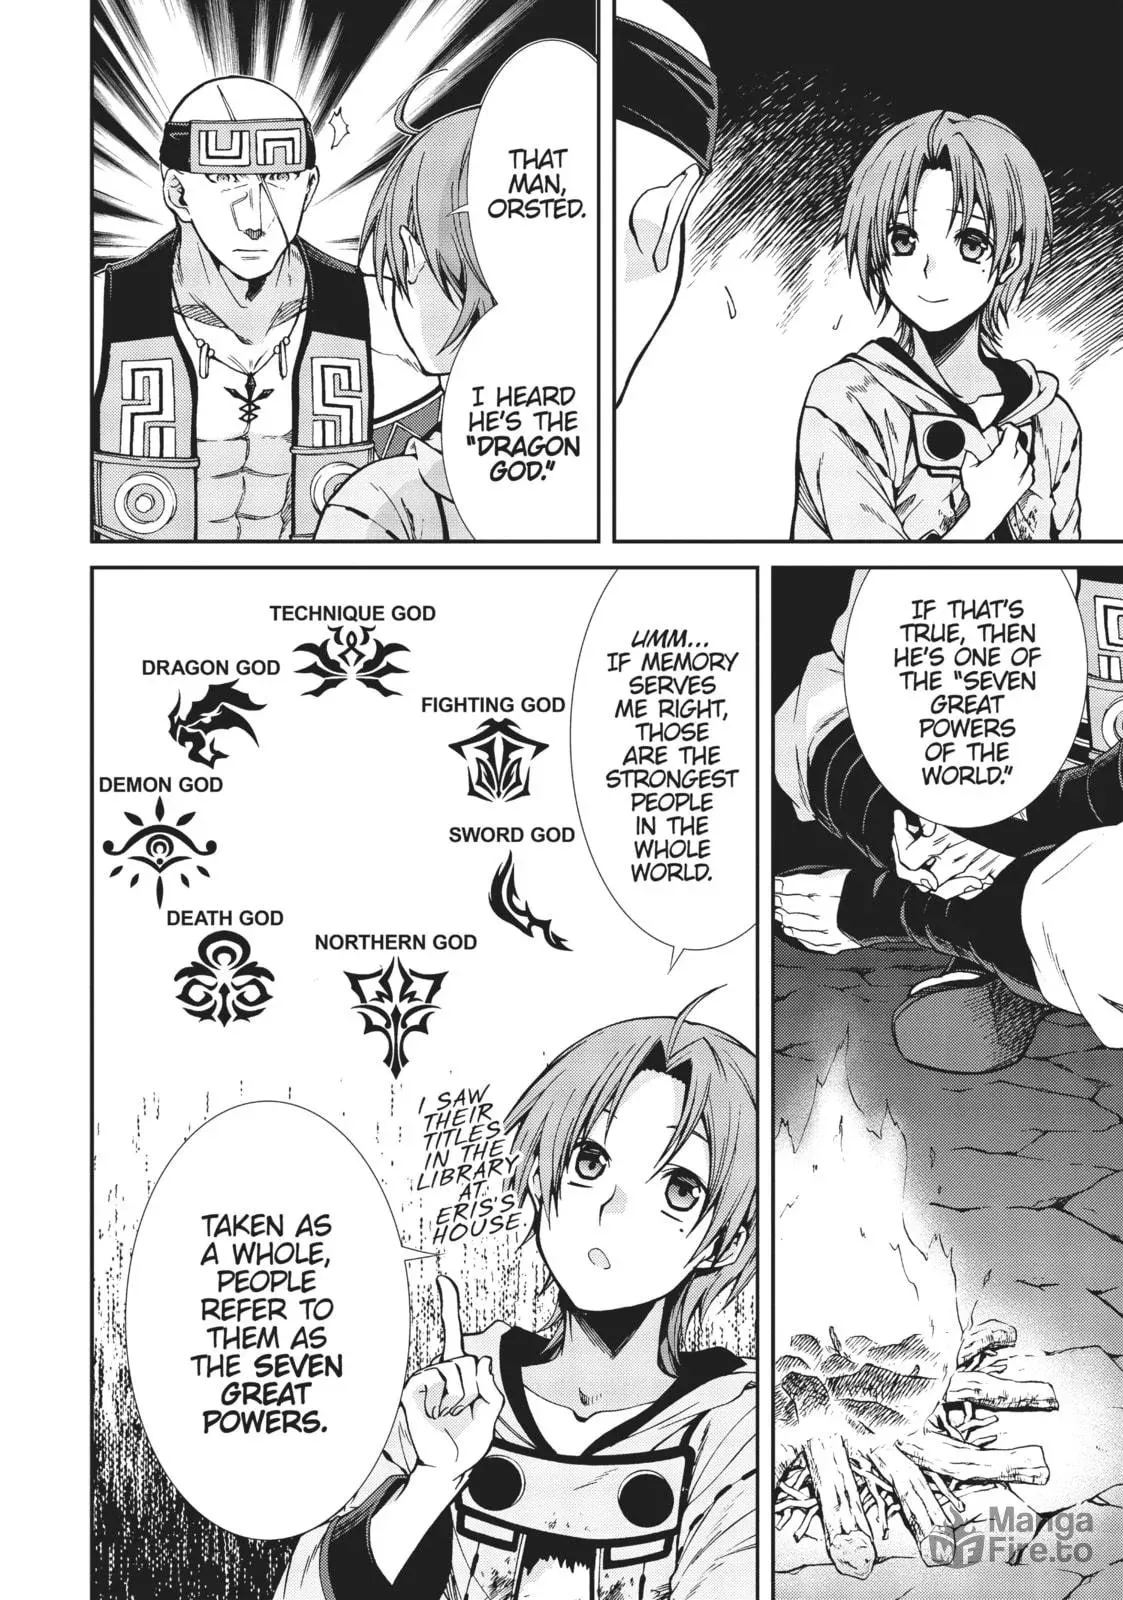 THAT
MAN,
ORSTED.
I HEARD
HE'S THE
"DRAGON
GOD."
IF THAT'S
TRUE, THEN
HE'S ONE OF
THE "SEVEN
GREAT
POWERS
OF THE
WORLD."
UMM...
IF MEMORY
SERVES
ME RIGHT,
THOSE
ARE THE
STRONGEST
PEOPLE
IN THE
WHOLE
WORLD.
TECHNIQUE GOD
DRAGON GOD
FIGHTING GOD
DEMON GOD
SWORD GOD
DEATH GOD
NORTHERN GOD
I SAW
THEIR
TITLES
IN THE
LIBRARY
AT
ERIS'S
HOUSE.
TAKEN AS
A WHOLE,
PEOPLE
REFER TO
THEM AS
THE SEVEN
GREAT
POWERS.
Manga
Fire.to